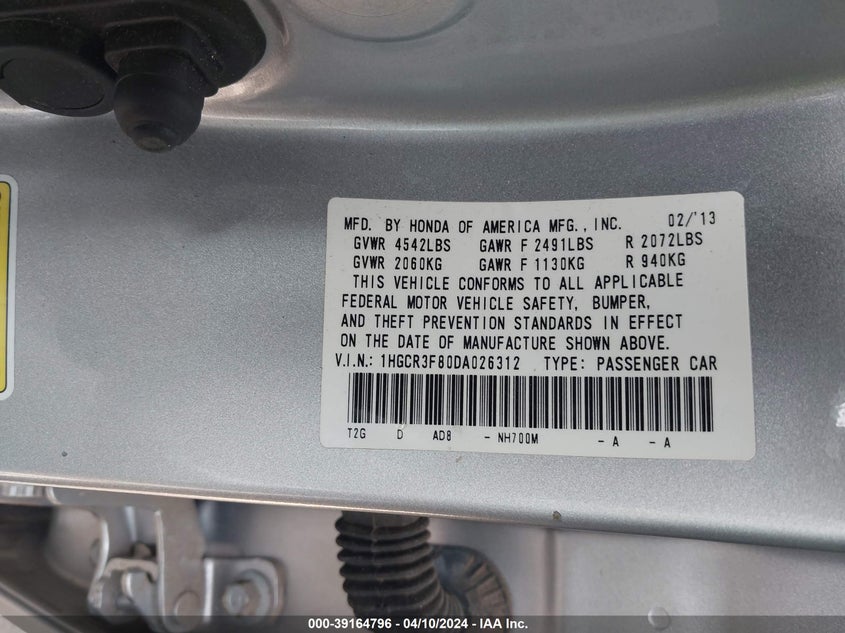 MFD. BY HONDA OF AMERICA MFG., INC. 02/'13
GVWR 4542LBS GAWR F 2491LBS R 2072LBS
GVWR 2060KG GAWR F 1130KG R 940KG
THIS VEHICLE CONFORMS TO ALL APPLICABLE
FEDERAL MOTOR VEHICLE SAFETY, BUMPER,
AND THEFT PREVENTION STANDARDS IN EFFECT
ON THE DATE OF MANUFACTURE SHOWN ABOVE.
V.I.N.: 1HGCR3F80DA026312 TYPE: PASSENGER CAR
T2G D AD8 - NH700M - A - A
000-39164796 - 04/10/2024 - IAA Inc.